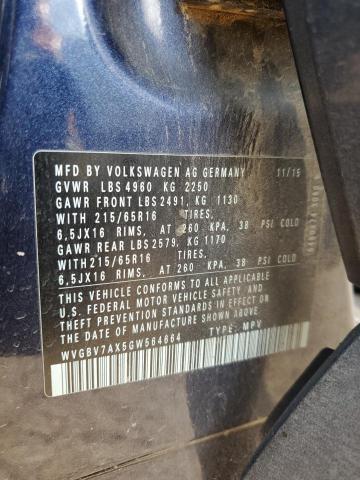 MFD BY VOLKSWAGEN AG GERMANY 11/15
GVWR LBS 4960 KG 2250
GAWR FRONT LBS 2491, KG 1130
WITH 215/65R16 TIRES,
6,5JX16 RIMS, AT 260 KPA, 38 PSI COLD
GAWR REAR LBS 2579, KG 1170
WITH 215/65R16 TIRES,
6,5JX16 RIMS, AT 260 KPA, 38 PSI COLD
THIS VEHICLE CONFORMS TO ALL APPLICABLE
U.S. FEDERAL MOTOR VEHICLE SAFETY AND
THEFT PREVENTION STANDARDS IN EFFECT
ON THE DATE OF MANUFACTURE SHOWN ABOVE
WVGBV7AX5GW564664 TYPE: MPV